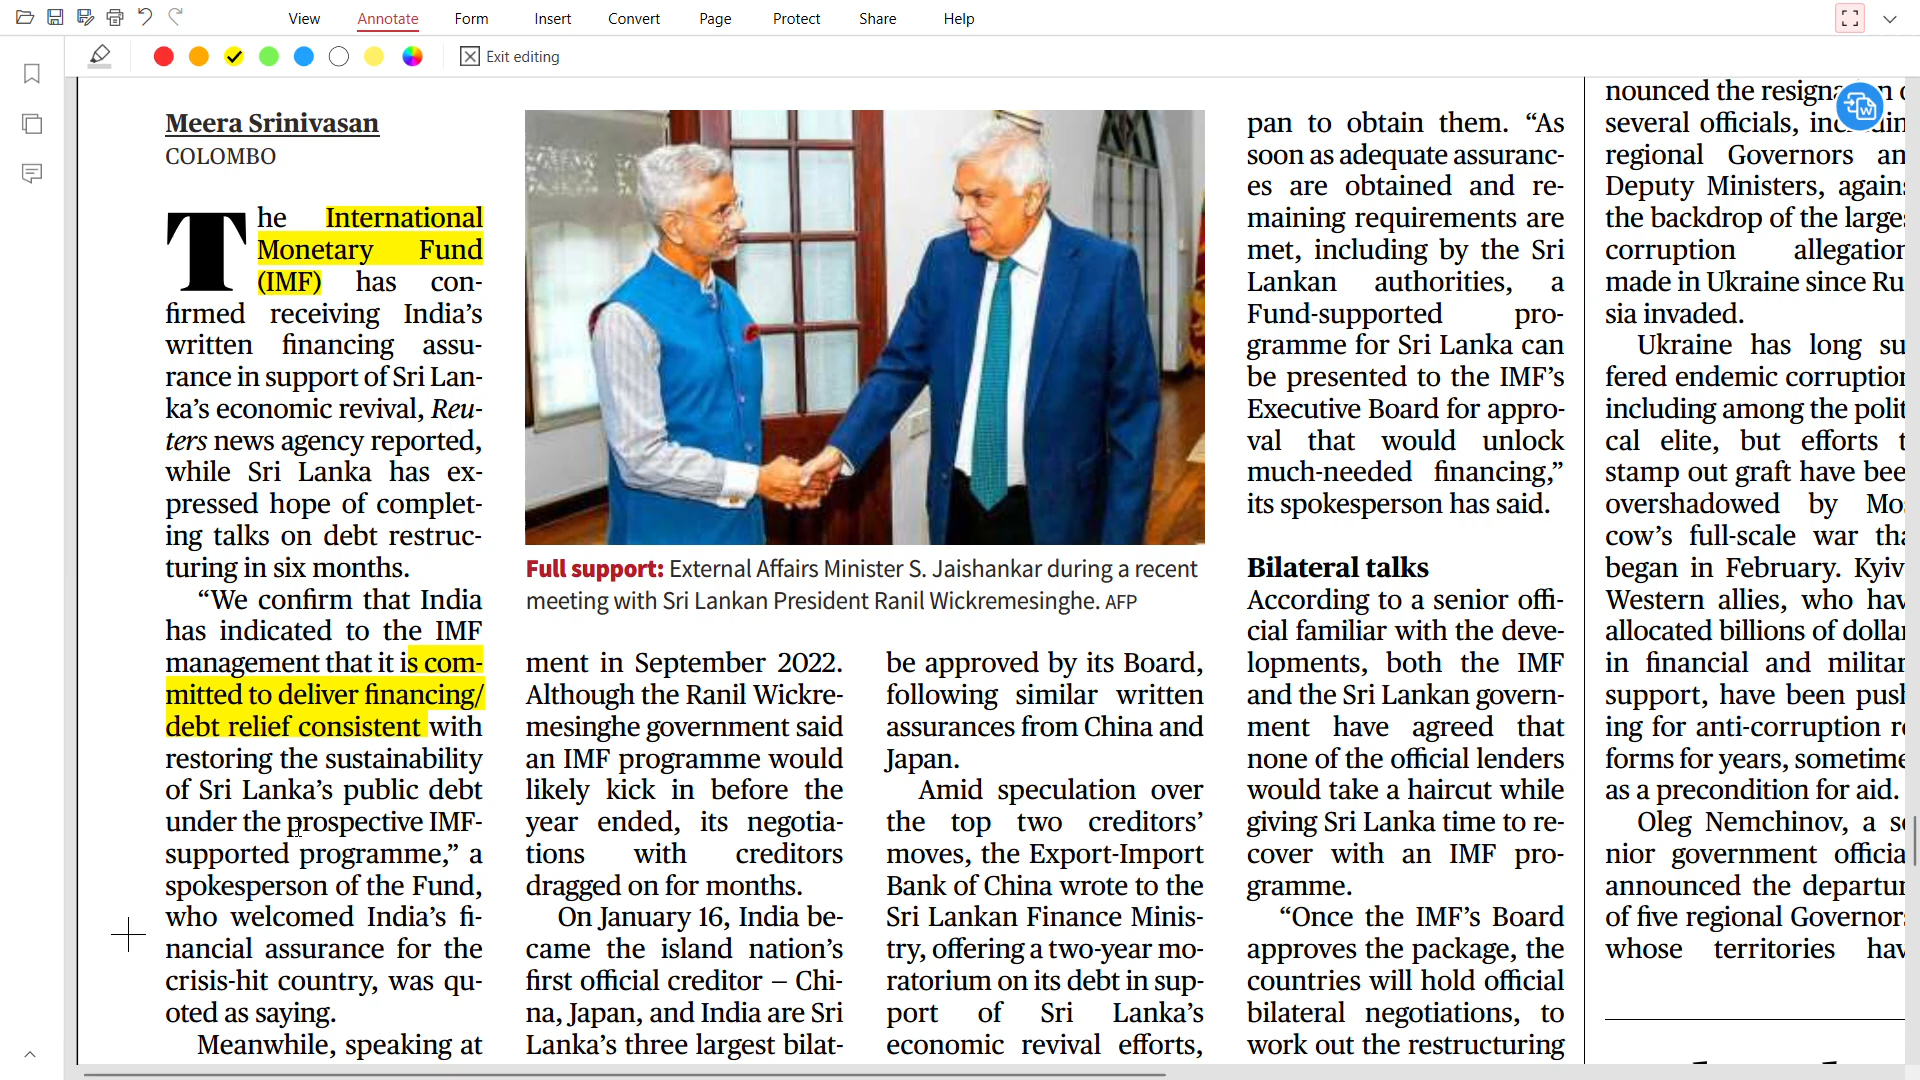 View Annotate Form Insert Convert Page Protect Share Help
Exit editing
Meera Srinivasan
COLOMBO
The International
Monetary Fund
(IMF) has con-
firmed receiving India's
written financing assu-
rance in support of Sri Lan-
ka's economic revival, Reu-
ters news agency reported,
while Sri Lanka has ex-
pressed hope of complet-
ing talks on debt restruc-
turing in six months.
"We confirm that India
has indicated to the IMF
management that it is com-
mitted to deliver financing/
debt relief consistent with
restoring the sustainability
of Sri Lanka's public debt
under the prospective IMF-
supported programme," a
spokesperson of the Fund,
who welcomed India's fi-
nancial assurance for the
crisis-hit country, was qu-
oted as saying.
Meanwhile, speaking at
Full support: External Affairs Minister S. Jaishankar during a recent
meeting with Sri Lankan President Ranil Wickremesinghe. AFP
ment in September 2022.
Although the Ranil Wickre-
mesinghe government said
an IMF programme would
likely kick in before the
year ended, its negotia-
tions with creditors
dragged on for months.
On January 16, India be-
came the island nation's
first official creditor – Chi-
na, Japan, and India are Sri
Lanka's three largest bilat-
be approved by its Board,
following similar written
assurances from China and
Japan.
Amid speculation over
the top two creditors'
moves, the Export-Import
Bank of China wrote to the
Sri Lankan Finance Minis-
try, offering a two-year mo-
ratorium on its debt in sup-
port of Sri Lanka's
economic revival efforts,
pan to obtain them. "As
soon as adequate assuranc-
es are obtained and re-
maining requirements are
met, including by the Sri
Lankan authorities, a
Fund-supported pro-
gramme for Sri Lanka can
be presented to the IMF's
Executive Board for appro-
val that would unlock
much-needed financing,"
its spokesperson has said.
Bilateral talks
According to a senior offi-
cial familiar with the deve-
lopments, both the IMF
and the Sri Lankan govern-
ment have agreed that
none of the official lenders
would take a haircut while
giving Sri Lanka time to re-
cover with an IMF pro-
gramme.
"Once the IMF's Board
approves the package, the
countries will hold official
bilateral negotiations, to
work out the restructuring
nounced the
several officials,
regional Governors
Deputy Ministers,
the backdrop of the
corruption
made in Ukraine since Ru
sia invaded.
Ukraine has long su
fered endemic corruption
including among the polit
cal elite, but efforts
stamp out graft have
overshadowed by Mos
cow's full-scale war
began in February. Kyiv
Western allies, who
allocated billions of
in financial and
support, have been
ing for anti-corruption
forms for years,
as a precondition for aid.
Oleg Nemchinov, a
nior government
announced the
of five regional
whose territories